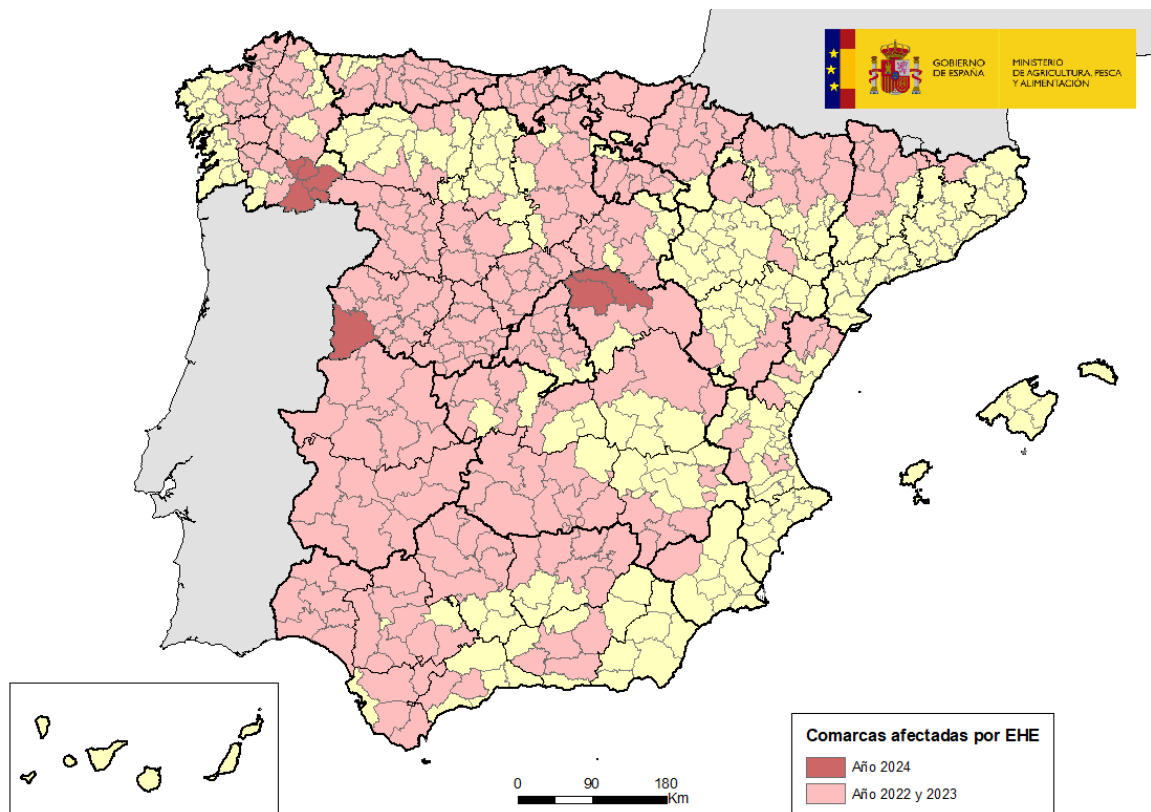 GOBIERNO
DE ESPAÑA
MINISTERIO
DE AGRICULTURA, PESCA
Y ALIMENTACIÓN
Comarcas afectadas por EHE
Año 2024
Año 2022 y 2023
0 90 180
Km